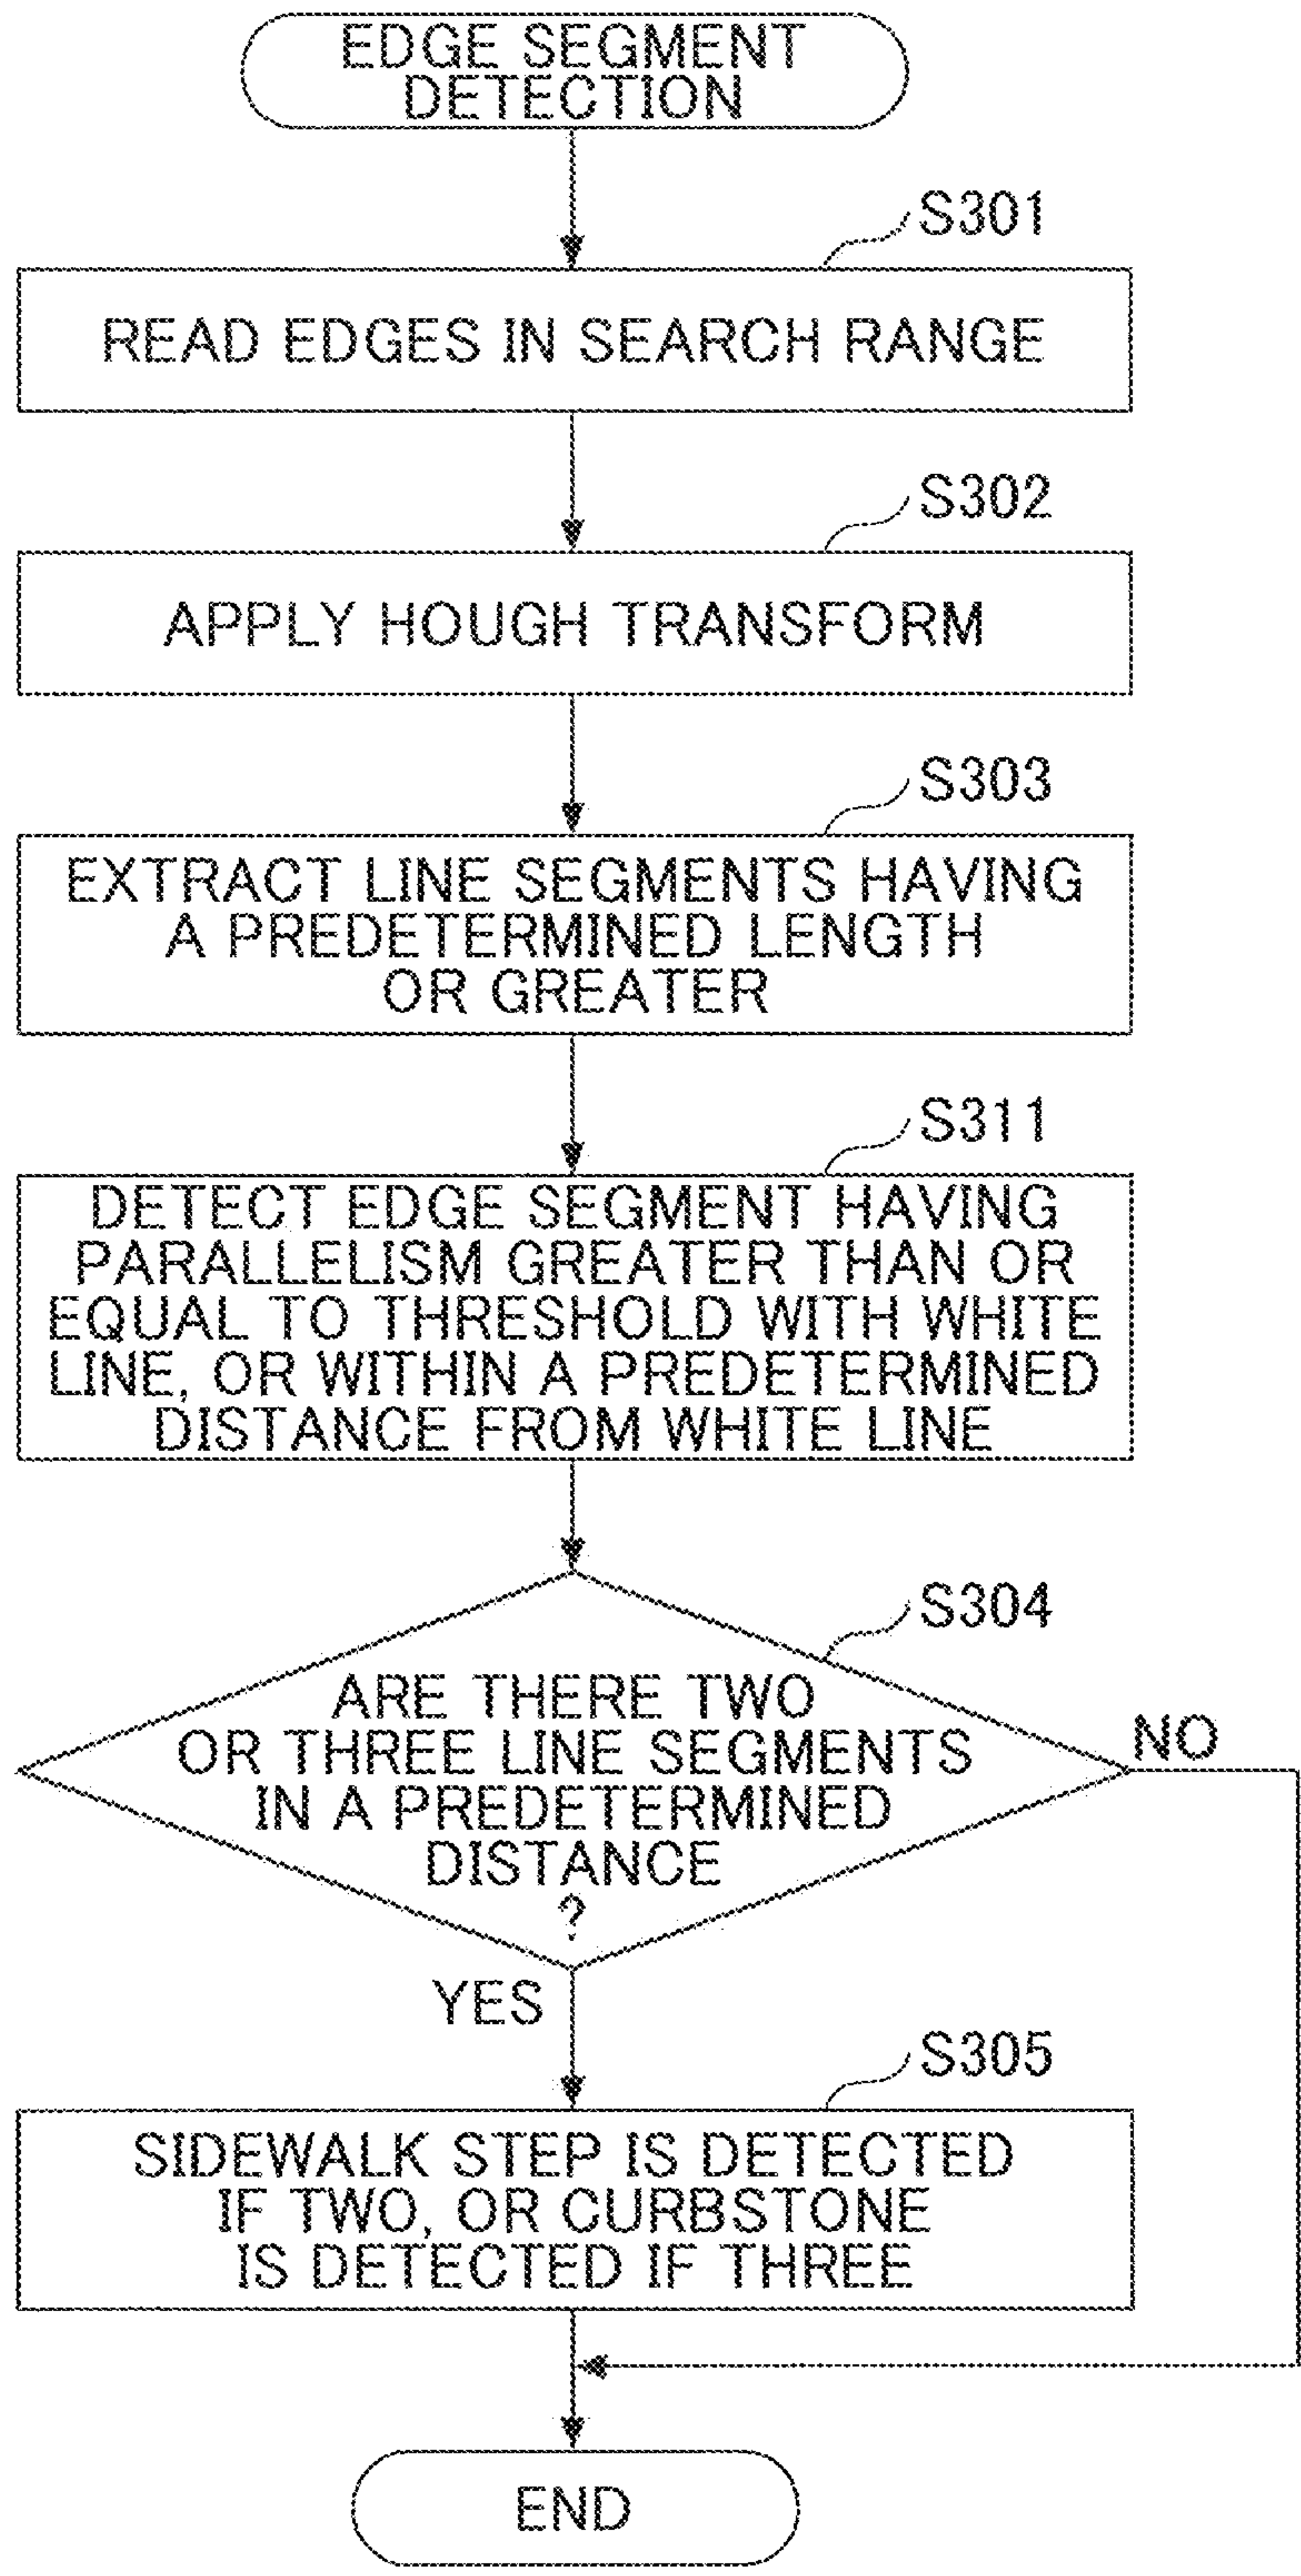 EDGE SEGMENT
DETECTION
S301
READ EDGES IN SEARCH RANGE
S302
APPLY HOUGH TRANSFORM
S303
EXTRACT LINE SEGMENTS HAVING
A PREDETERMINED LENGTH
OR GREATER
S311
DETECT EDGE SEGMENT HAVING
PARALLELISM GREATER THAN OR
EQUAL TO THRESHOLD WITH WHITE
LINE, OR WITHIN A PREDETERMINED
DISTANCE FROM WHITE LINE
S304
ARE THERE TWO
OR THREE LINE SEGMENTS
IN A PREDETERMINED
DISTANCE
?
NO
YES
S305
SIDEWALK STEP IS DETECTED
IF TWO, OR CURBSTONE
IS DETECTED IF THREE
END